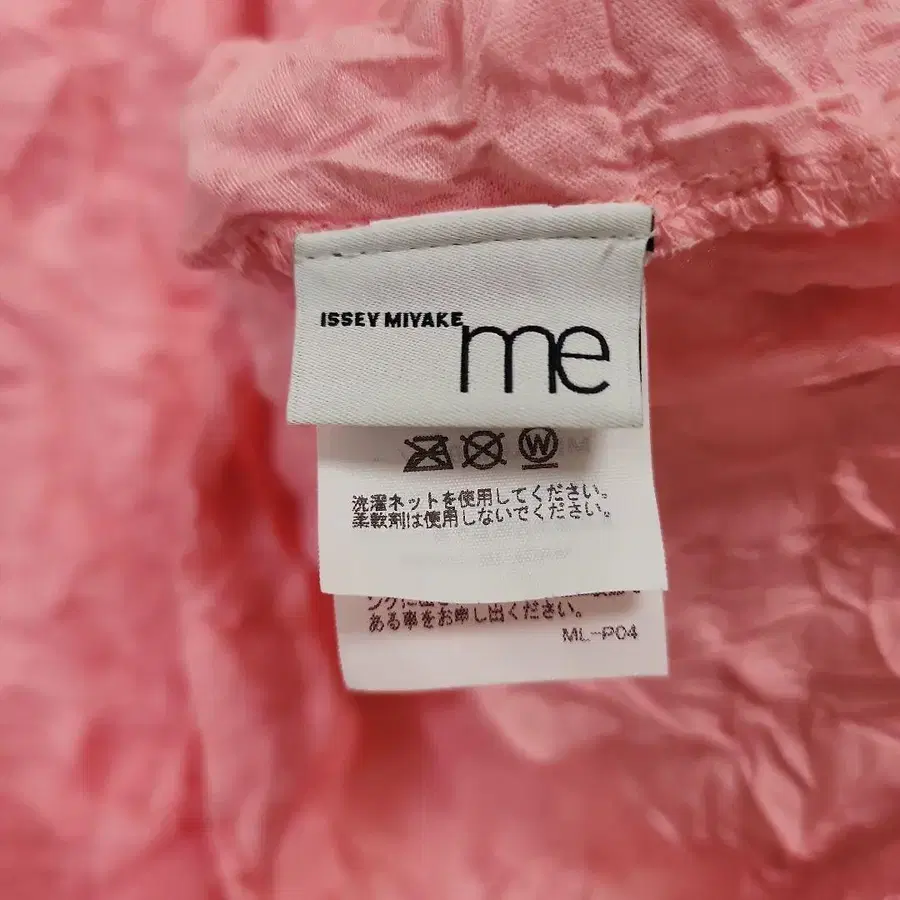 ISSEY MIYAKE me
W
洗濯ネットを使用してください。
柔軟剤は使用しないでください。
ある事をお申し出ください。
ML-P04